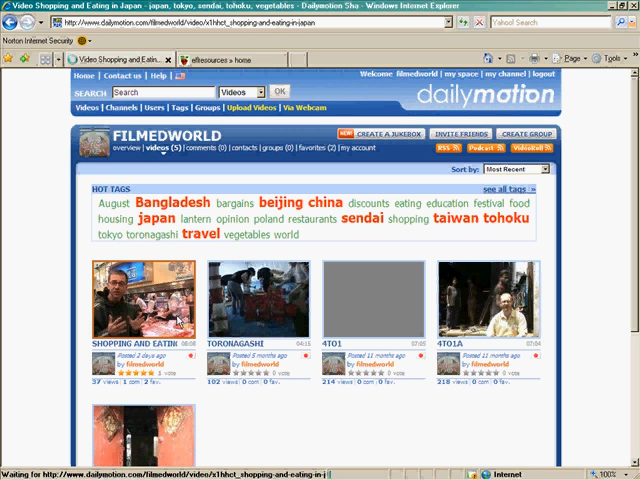 Video Shopping and Eating in Japan - japan, tokyo, sendai, tohoku, vegetables - Dailymotion Sha - Windows Internet Explorer
http://www.dailymotion.com/filmedworld/video/x1hhct_shopping-and-eating-in-japan
Yahoo! Search
Norton Internet Security
Video Shopping and Eatin...
efltesources » home
Page
Tools
Home | Contact us | Help |
Welcome filmedworld | my space | my channel | logout
SEARCH Search Videos OK
dailymotion
Videos | Channels | Users | Tags | Groups | Upload Videos | Via Webcam
FILMEDWORLD
NEW! CREATE A JUKEBOX INVITE FRIENDS CREATE GROUP
overview | videos (5) | comments (0) | contacts | groups (0) | favorites (2) | my account
RSS Podcast VideoRoll
Sort by: Most Recent
HOT TAGS see all tags »
August Bangladesh bargains beijing china discounts eating education festival food
housing japan lantern opinion poland restaurants sendai shopping taiwan tohoku
tokyo toronagashi travel vegetables world
SHOPPING AND EATIN 08:08
TORONAGASHI 04:15
4TO1 07:05
4TO1A 07:04
Posted 2 days ago
Posted 5 months ago
Posted 11 months ago
Posted 11 months ago
by filmedworld
by filmedworld
by filmedworld
by filmedworld
0 vote
0 vote
0 vote
37 views | 1 com | 2 fav.
102 views | 0 com | 0 fav.
214 views | 0 com | 0 fav.
218 views | 0 com | 0 fav.
Waiting for http://www.dailymotion.com/filmedworld/video/x1hhct_shopping-and-eating-in-j
Internet
100%